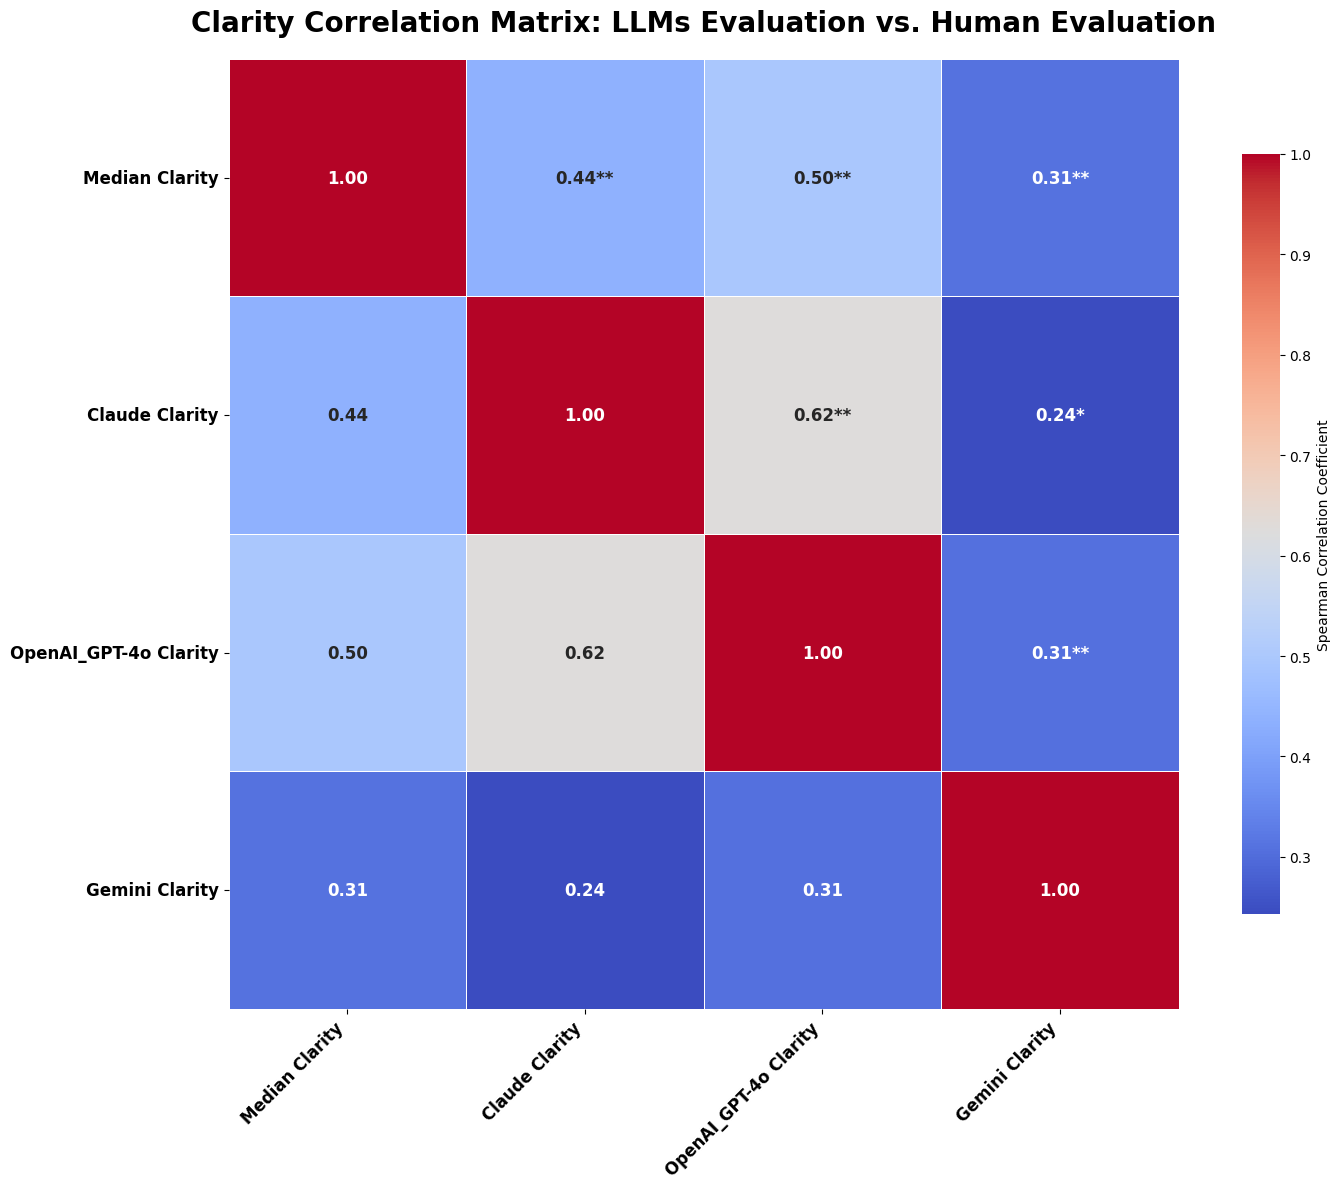 Clarity Correlation Matrix: LLMs Evaluation vs. Human Evaluation
Median Clarity
1.00
0.44**
0.50**
0.31**
Claude Clarity
0.44
1.00
0.62**
0.24*
OpenAI_GPT-4o Clarity
0.50
0.62
1.00
0.31**
Gemini Clarity
0.31
0.24
0.31
1.00
Median Clarity
Claude Clarity
OpenAI_GPT-4o Clarity
Gemini Clarity
1.0
0.9
0.8
0.7
0.6
0.5
0.4
0.3
Spearman Correlation Coefficient